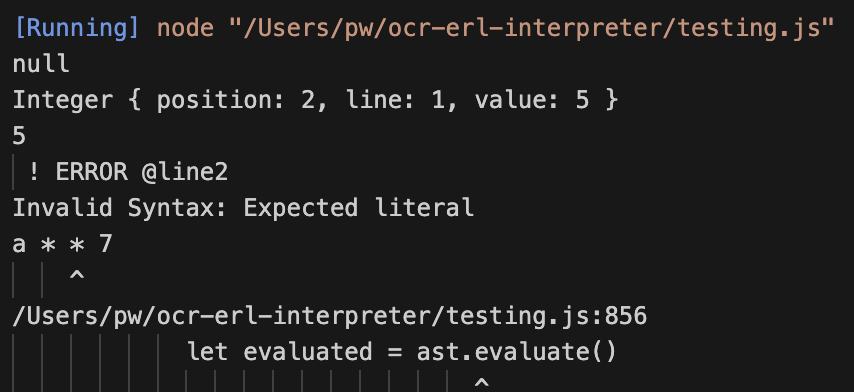 [Running] node "/Users/pw/ocr-erl-interpreter/testing.js"
null
Integer { position: 2, line: 1, value: 5 }
5
! ERROR @line2
Invalid Syntax: Expected literal
a * * 7
^
/Users/pw/ocr-erl-interpreter/testing.js:856
let evaluated = ast.evaluate()
^